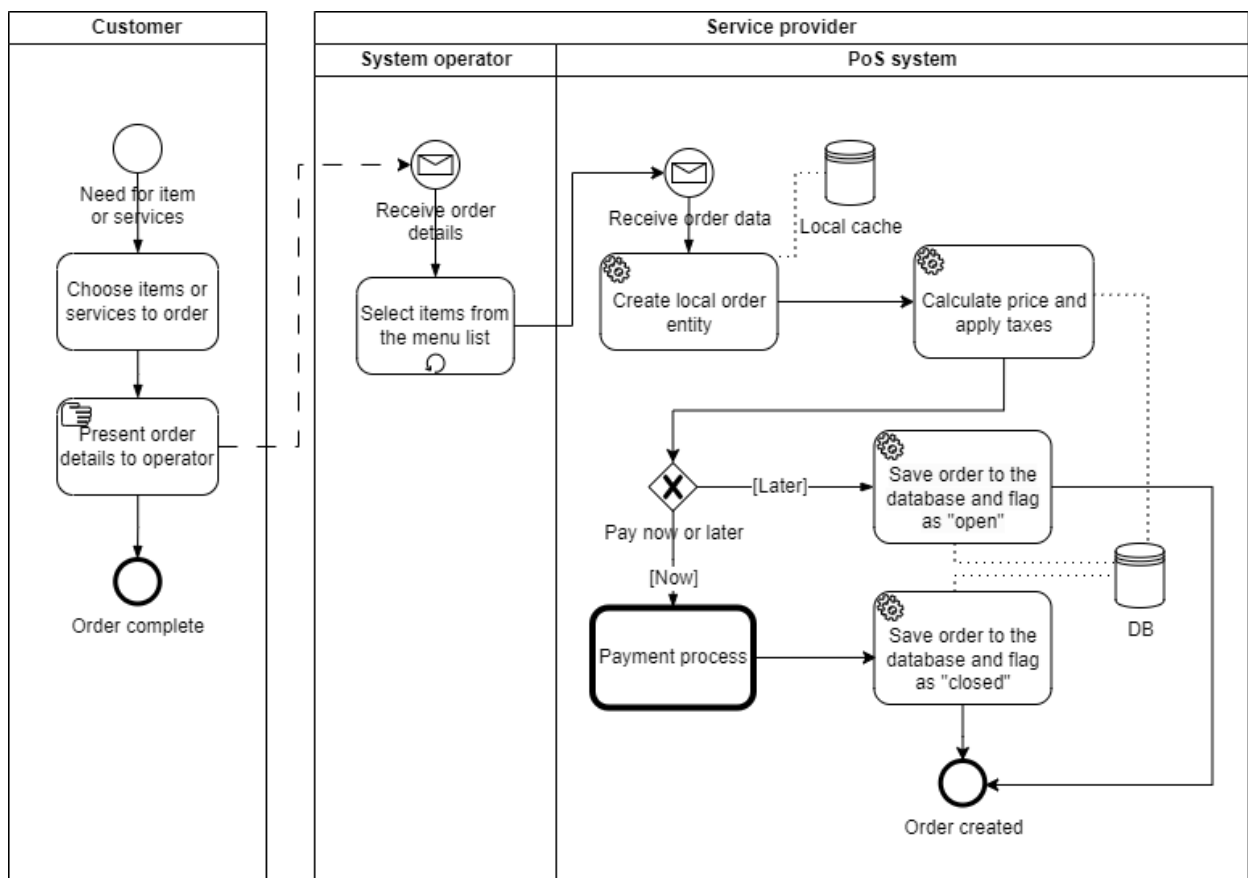 Customer
Service provider
System operator
PoS system
Need for item
or services
Choose items or
services to order
Present order
details to operator
Order complete
Receive order
details
Select items from
the menu list
Receive order data
Local cache
Create local order
entity
Calculate price and
apply taxes
Pay now or later
[Later]
Save order to the
database and flag
as "open"
[Now]
Payment process
Save order to the
database and flag
as "closed"
DB
Order created